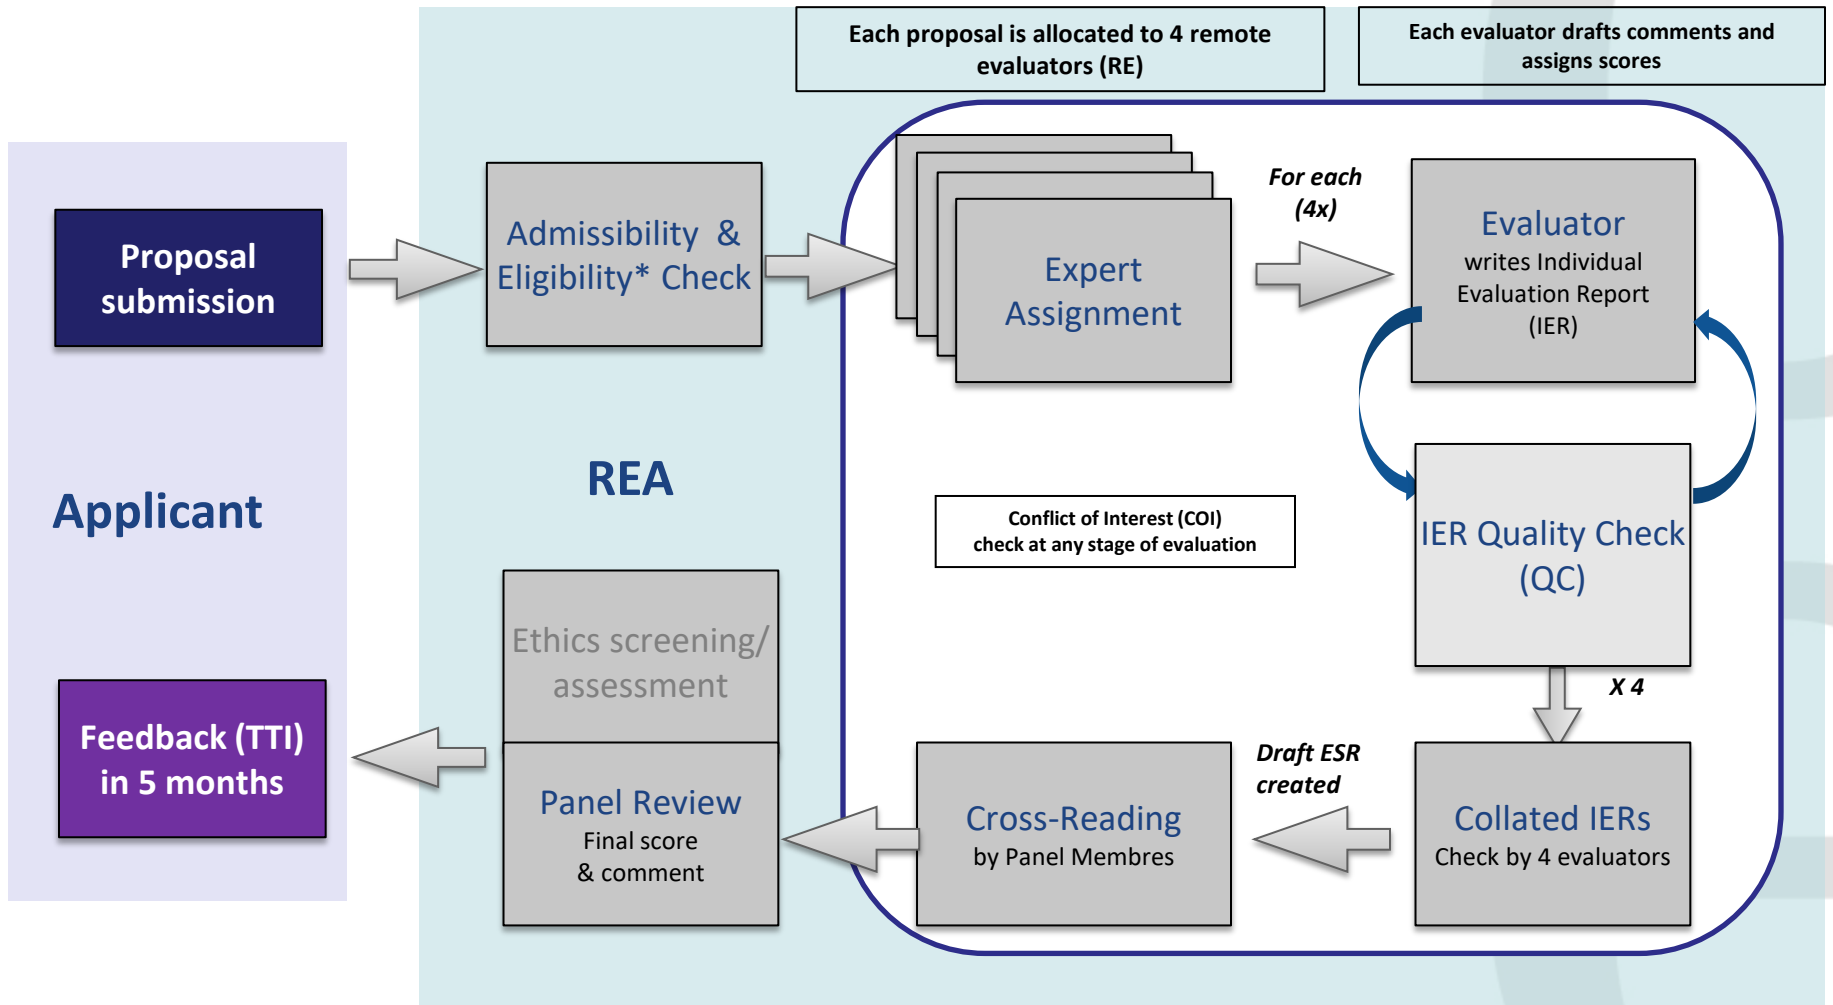 Each proposal is allocated to 4 remote
evaluators (RE)
Each evaluator drafts comments and
assigns scores
Proposal
submission
Admissibility &
Eligibility* Check
Expert
Assignment
For each
(4x)
Evaluator
writes Individual
Evaluation Report
(IER)
Applicant
REA
Conflict of Interest (COI)
check at any stage of evaluation
IER Quality Check
(QC)
X 4
Ethics screening/
assessment
Feedback (TTI)
in 5 months
Panel Review
Final score
& comment
Cross-Reading
by Panel Membres
Draft ESR
created
Collated IERs
Check by 4 evaluators